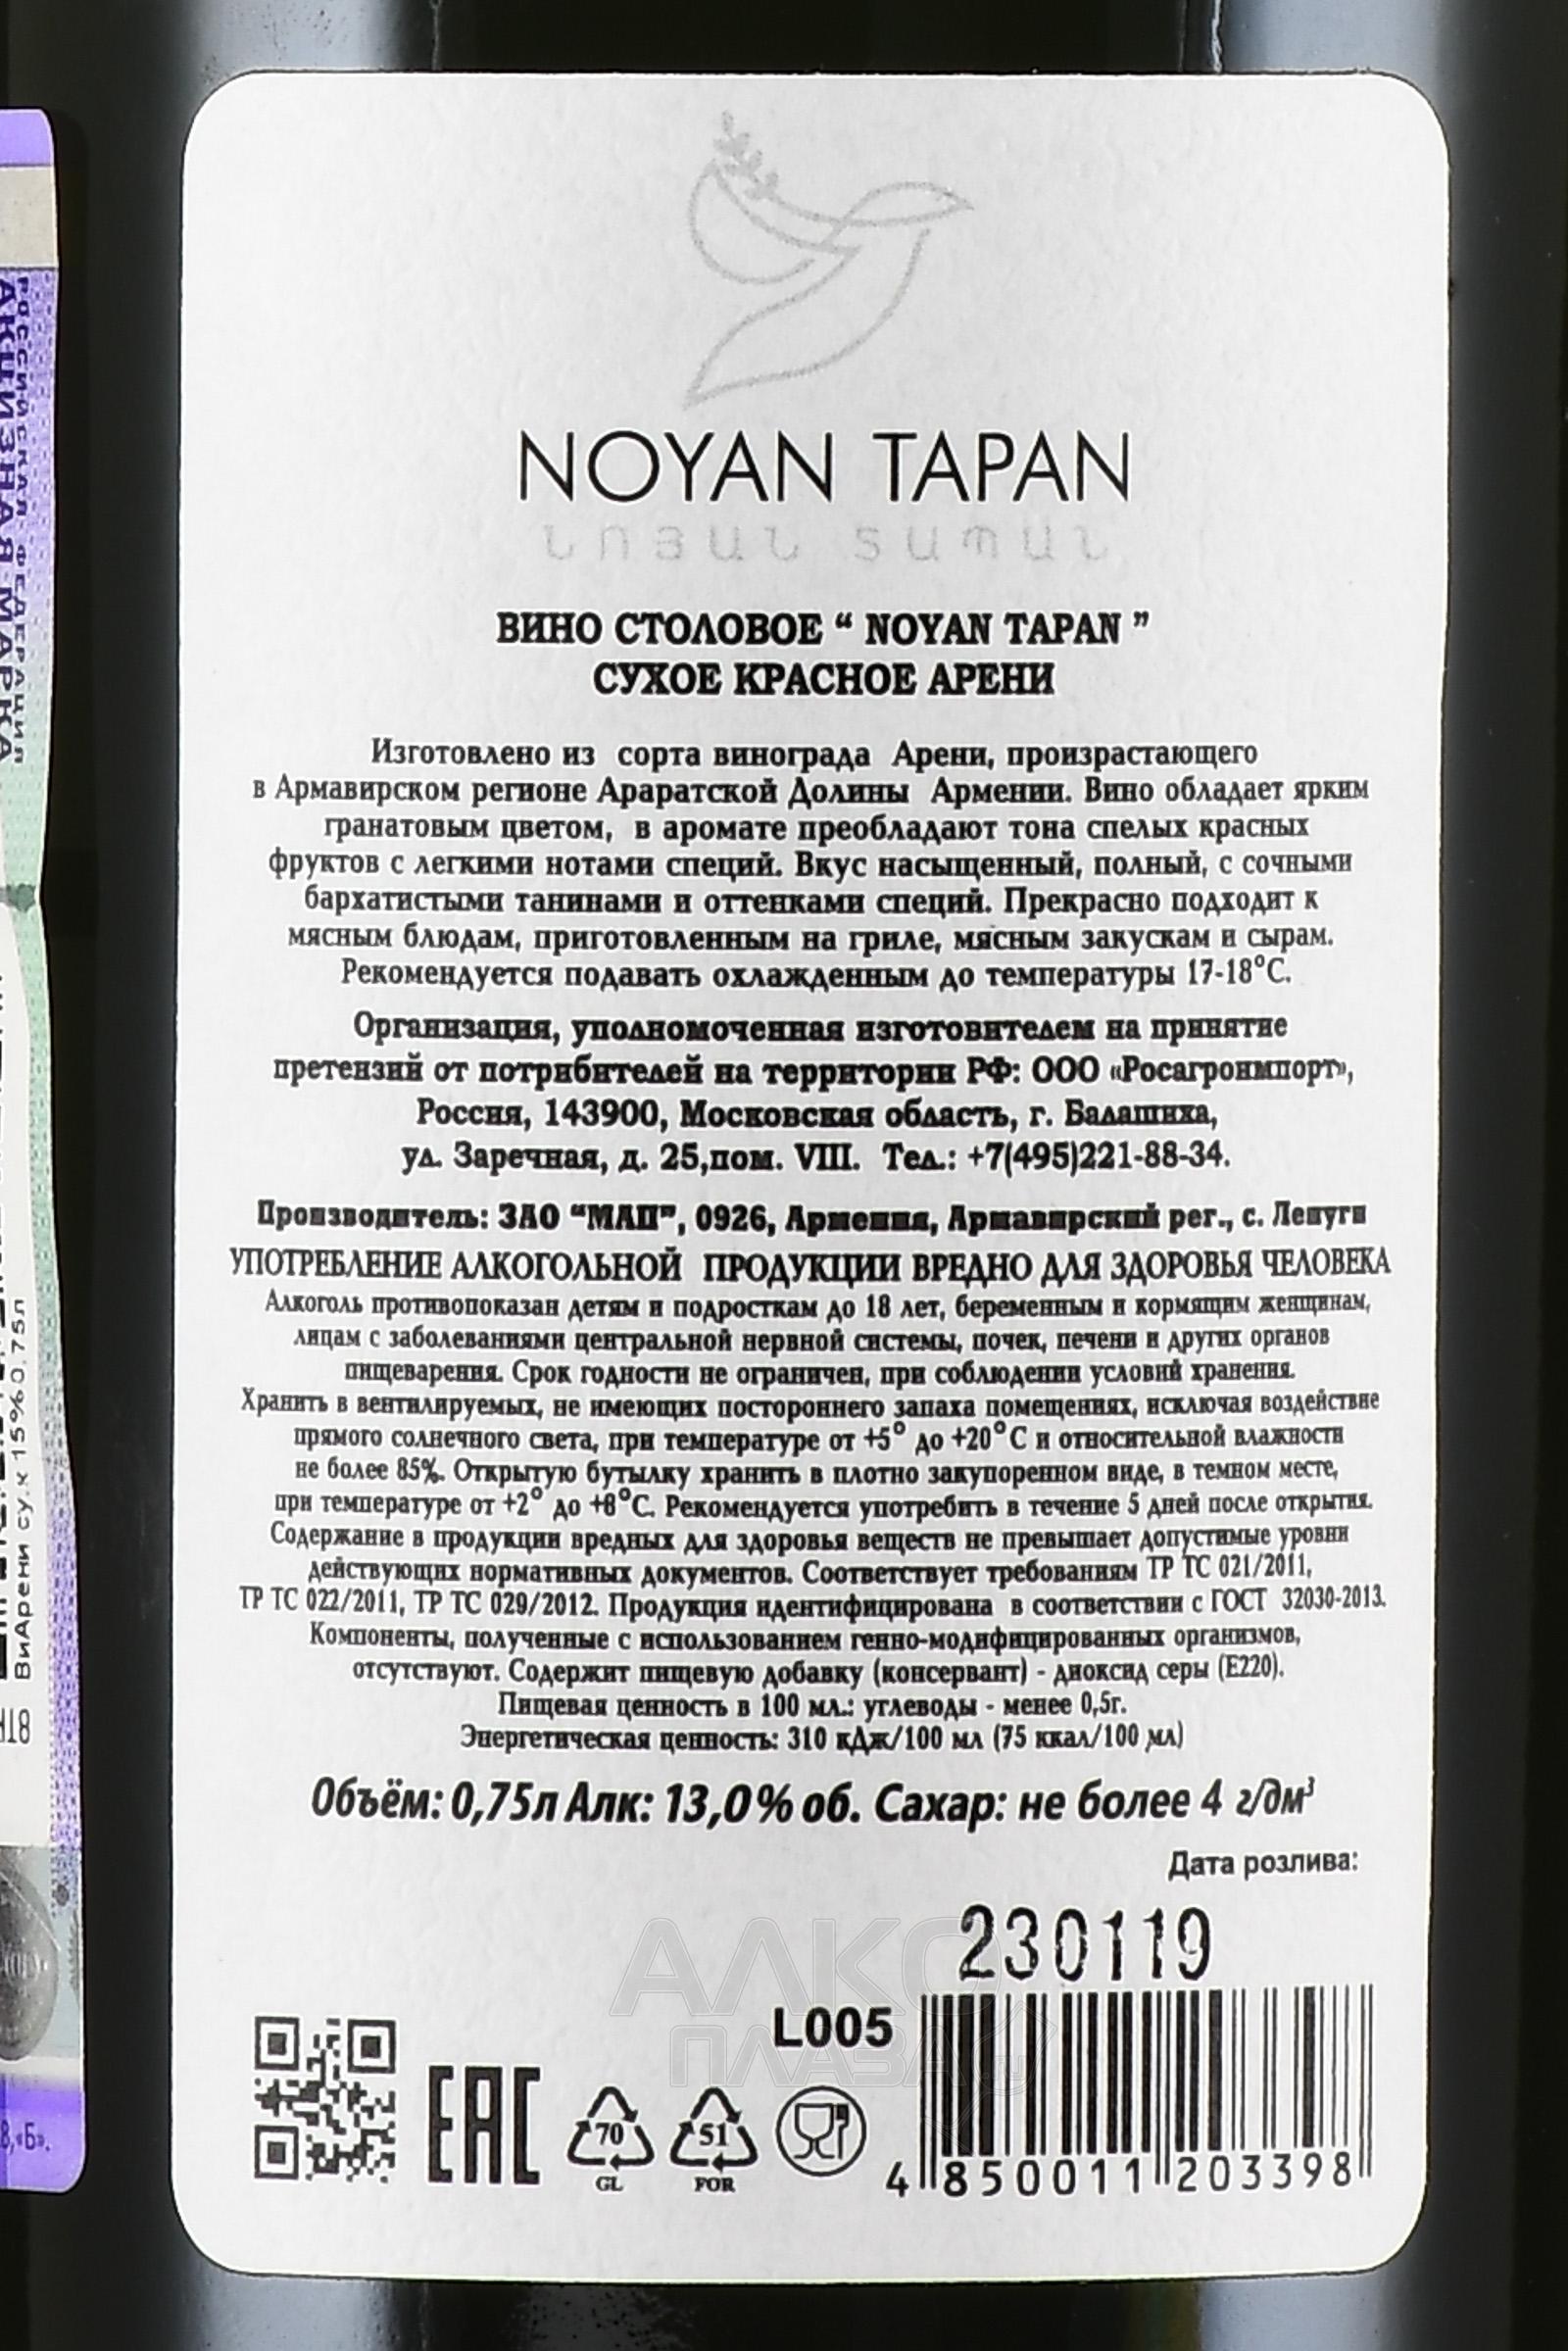 NOYAN TAPAN
ՆՈՅԱՆ ՏԱՊԱՆ
ВИНО СТОЛОВОЕ “ NOYAN TAPAN ”
СУХОЕ КРАСНОЕ АРЕНИ
Изготовлено из сорта винограда Арени, произрастающего
в Армавирском регионе Араратской Долины Армении. Вино обладает ярким
гранатовым цветом, в аромате преобладают тона спелых красных
фруктов с легкими нотами специй. Вкус насыщенный, полный, с сочными
бархатистыми танинами и оттенками специй. Прекрасно подходит к
мясным блюдам, приготовленным на гриле, мясным закускам и сырам.
Рекомендуется подавать охлажденным до температуры 17-18°С.
Организация, уполномоченная изготовителем на принятие
претензий от потрибителей на территории РФ: ООО «Росагроимпорт»,
Россия, 143900, Московская область, г. Балашиха,
ул. Заречная, д. 25,пом. VIII. Тел.: +7(495)221-88-34.
Производитель: ЗАО “МАП”, 0926, Армения, Армавирский рег., с. Лепуги
УПОТРЕБЛЕНИЕ АЛКОГОЛЬНОЙ ПРОДУКЦИИ ВРЕДНО ДЛЯ ЗДОРОВЬЯ ЧЕЛОВЕКА
Алкоголь противопоказан детям и подросткам до 18 лет, беременным и кормящим женщинам,
лицам с заболеваниями центральной нервной системы, почек, печени и других органов
пищеварения. Срок годности не ограничен, при соблюдении условий хранения.
Хранить в вентилируемых, не имеющих постороннего запаха помещениях, исключая воздействие
прямого солнечного света, при температуре от +5° до +20°С и относительной влажности
не более 85%. Открытую бутылку хранить в плотно закупоренном виде, в темном месте,
при температуре от +2° до +8°С. Рекомендуется употребить в течение 5 дней после открытия.
Содержание в продукции вредных для здоровья веществ не превышает допустимые уровни
действующих нормативных документов. Соответствует требованиям ТР ТС 021/2011,
ТР ТС 022/2011, ТР ТС 029/2012. Продукция идентифицирована в соответствии с ГОСТ 32030-2013.
Компоненты, полученные с использованием генно-модифицированных организмов,
отсутствуют. Содержит пищевую добавку (консервант) - диоксид серы (Е220).
Пищевая ценность в 100 мл.: углеводы - менее 0,5г.
Энергетическая ценность: 310 кДж/100 мл (75 ккал/100 мл)
Объём: 0,75л Алк: 13,0% об. Сахар: не более 4 г/дм³
Дата розлива:
230119
L005
EAC
70
GL
51
FOR
4 850011 203398
АЛКО
ПЛАЗА
РОССИЙСКАЯ ФЕДЕРАЦИЯ
АКЦИЗНАЯ МАРКА
ВиАрени су.х 15%0.75л